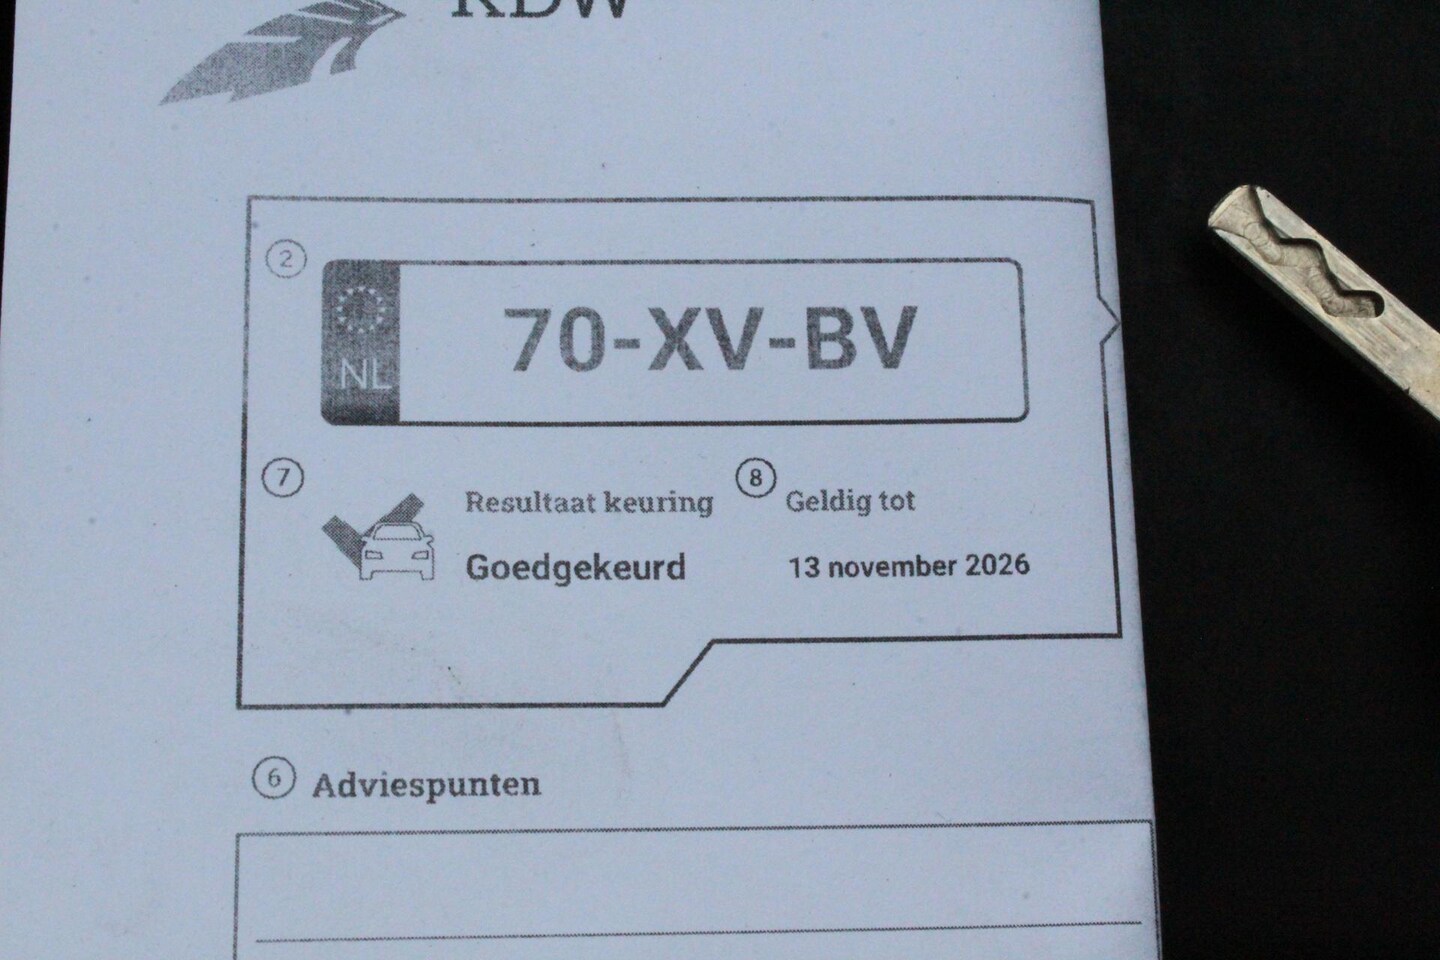 RDW
2
NL
70-XV-BV
7
Resultaat keuring
Goedgekeurd
8
Geldig tot
13 november 2026
6
Adviespunten